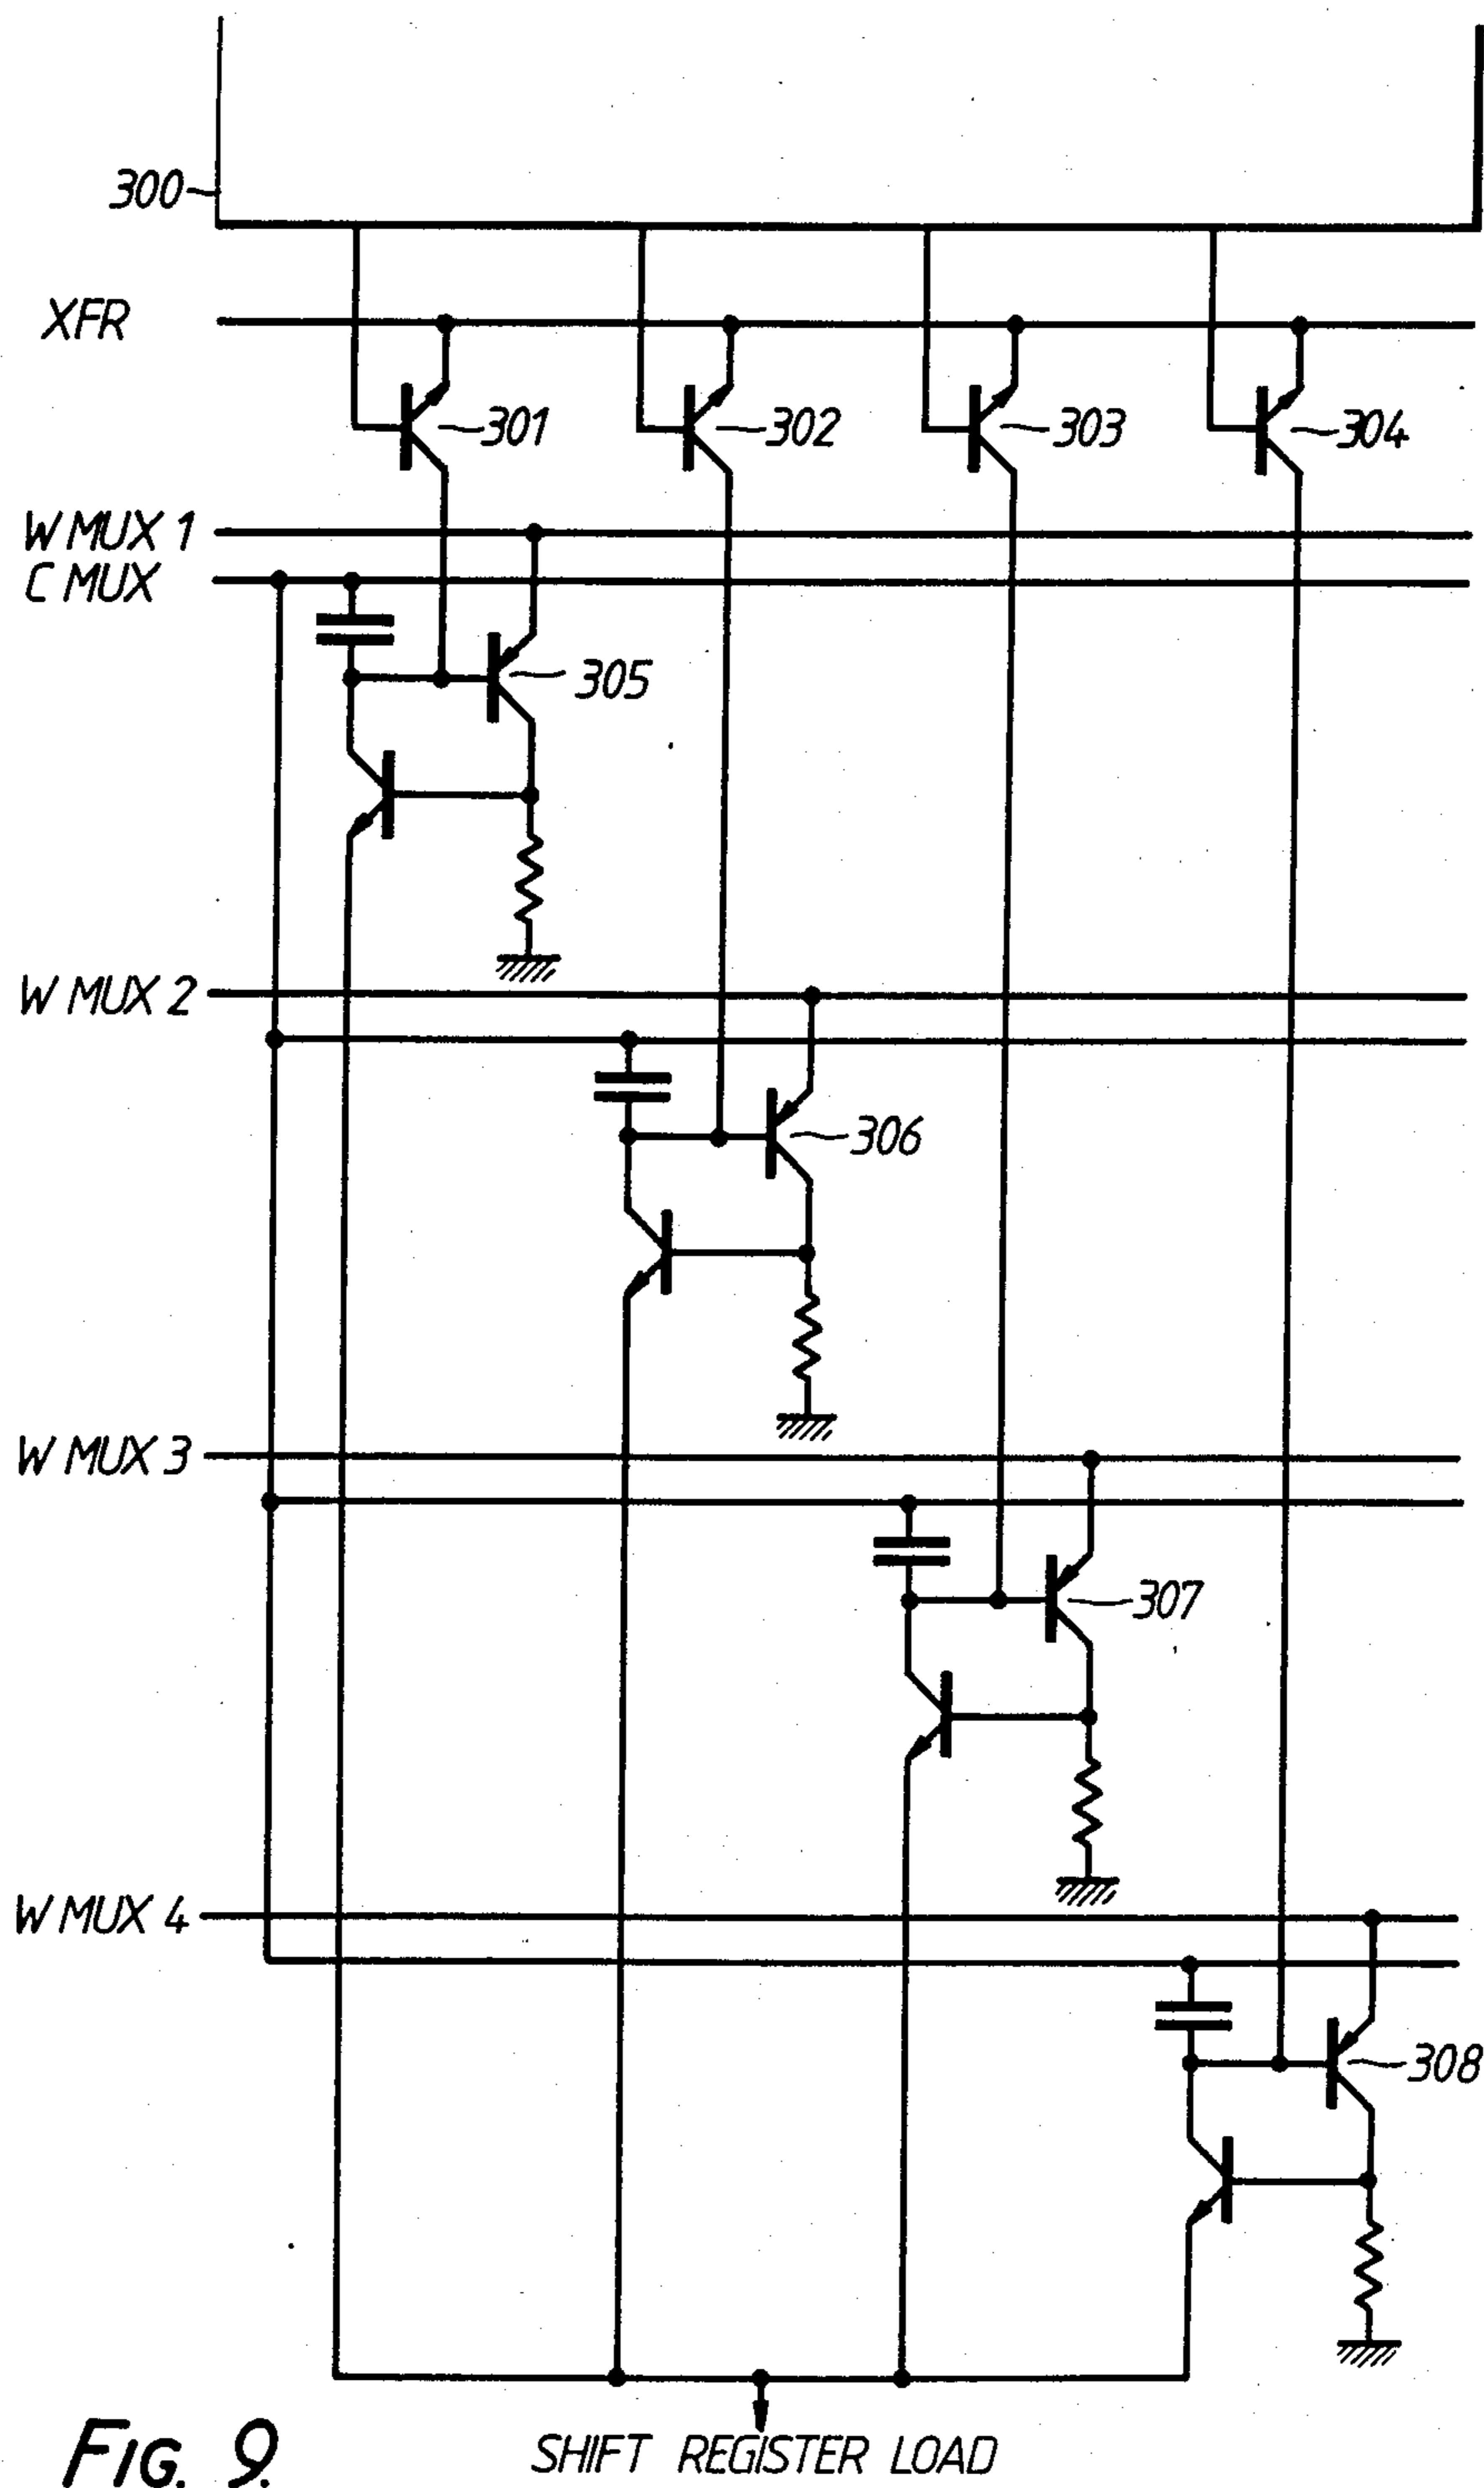 300
XFR
301
302
303
304
W MUX 1
C MUX
305
W MUX 2
306
W MUX 3
307
W MUX 4
308
SHIFT REGISTER LOAD
FIG. 9.